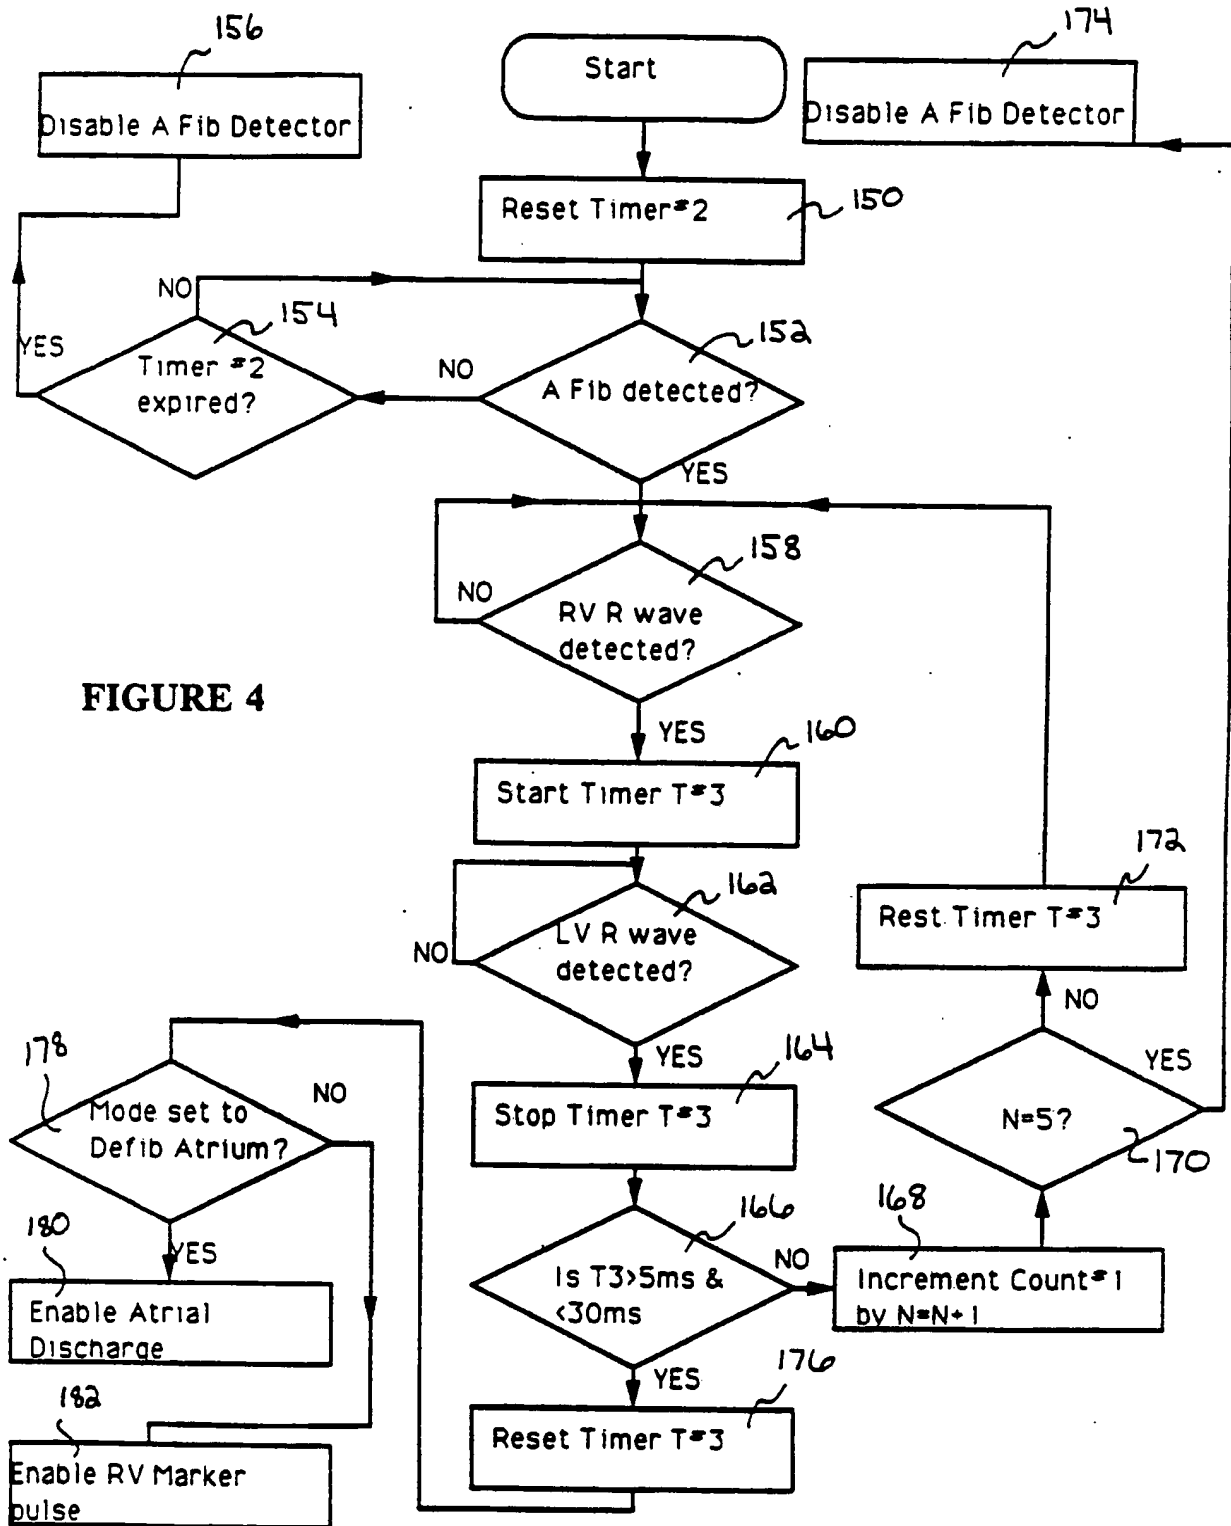 156
Disable A Fib Detector
Start
174
Disable A Fib Detector
Reset Timer#2
150
NO
154
YES
Timer #2
expired?
NO
152
A Fib detected?
YES
158
NO
RV R wave
detected?
FIGURE 4
YES
160
Start Timer T#3
162
NO
LV R wave
detected?
172
Rest Timer T#3
NO
YES
164
Stop Timer T#3
N=5?
170
178
Mode set to
Defib Atrium?
NO
YES
180
Enable Atrial
Discharge
166
Is T3>5ms &
<30ms
NO
168
Increment Count#1
by N=N+1
YES
176
Reset Timer T#3
182
Enable RV Marker
pulse